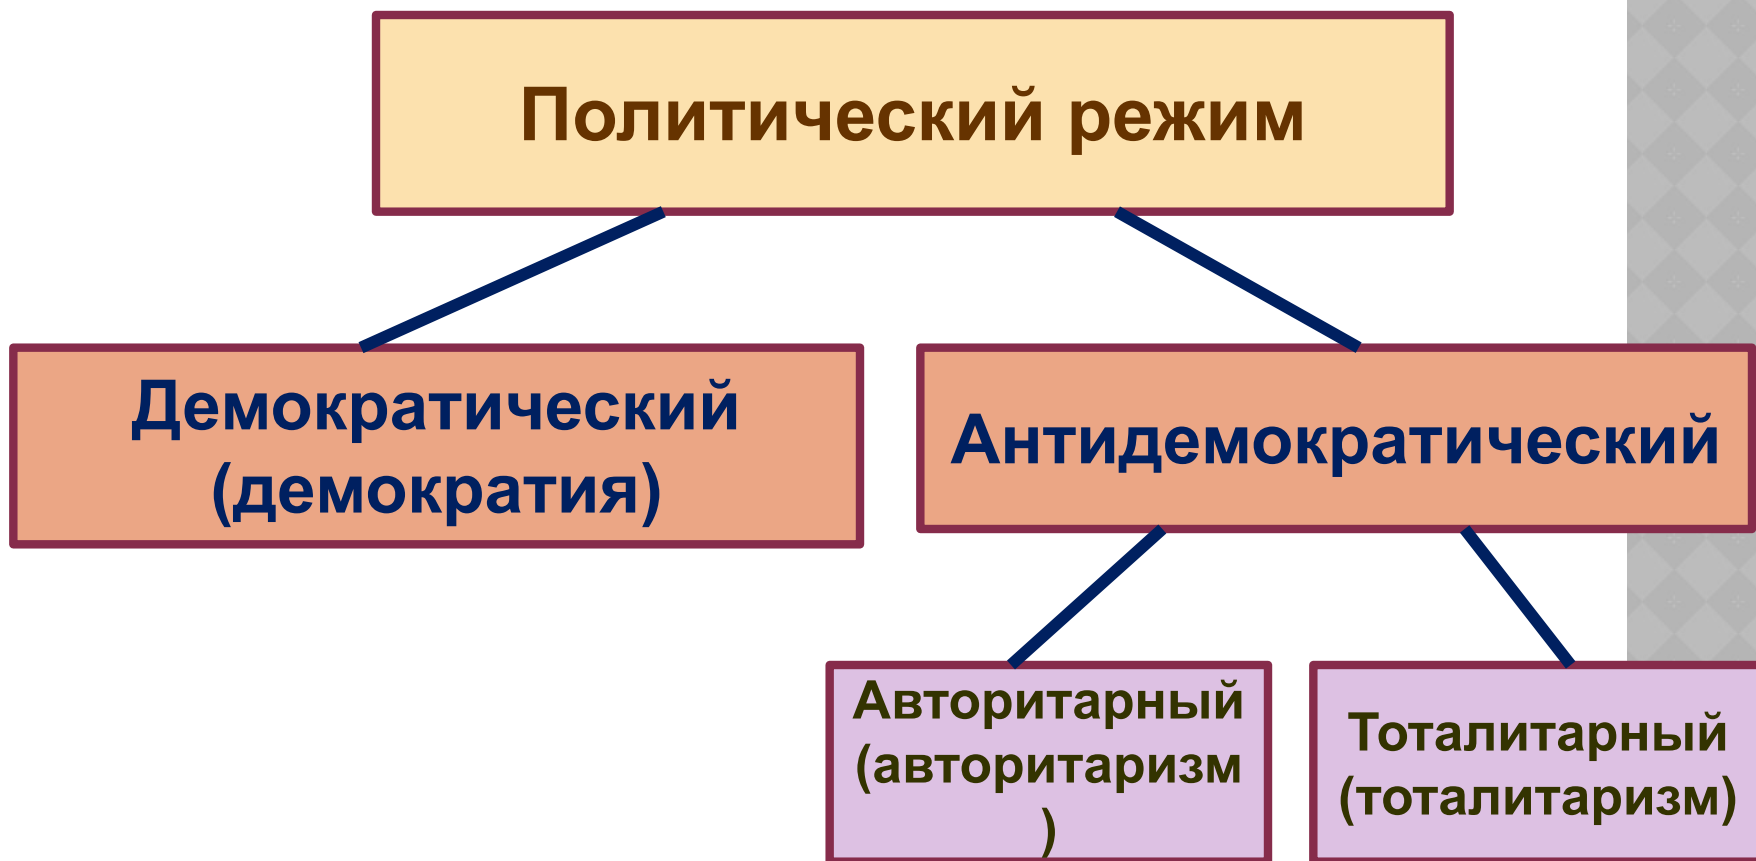 Политический режим
Демократический
(демократия)
Антидемократический
Авторитарный
(авторитаризм
)
Тоталитарный
(тоталитаризм)